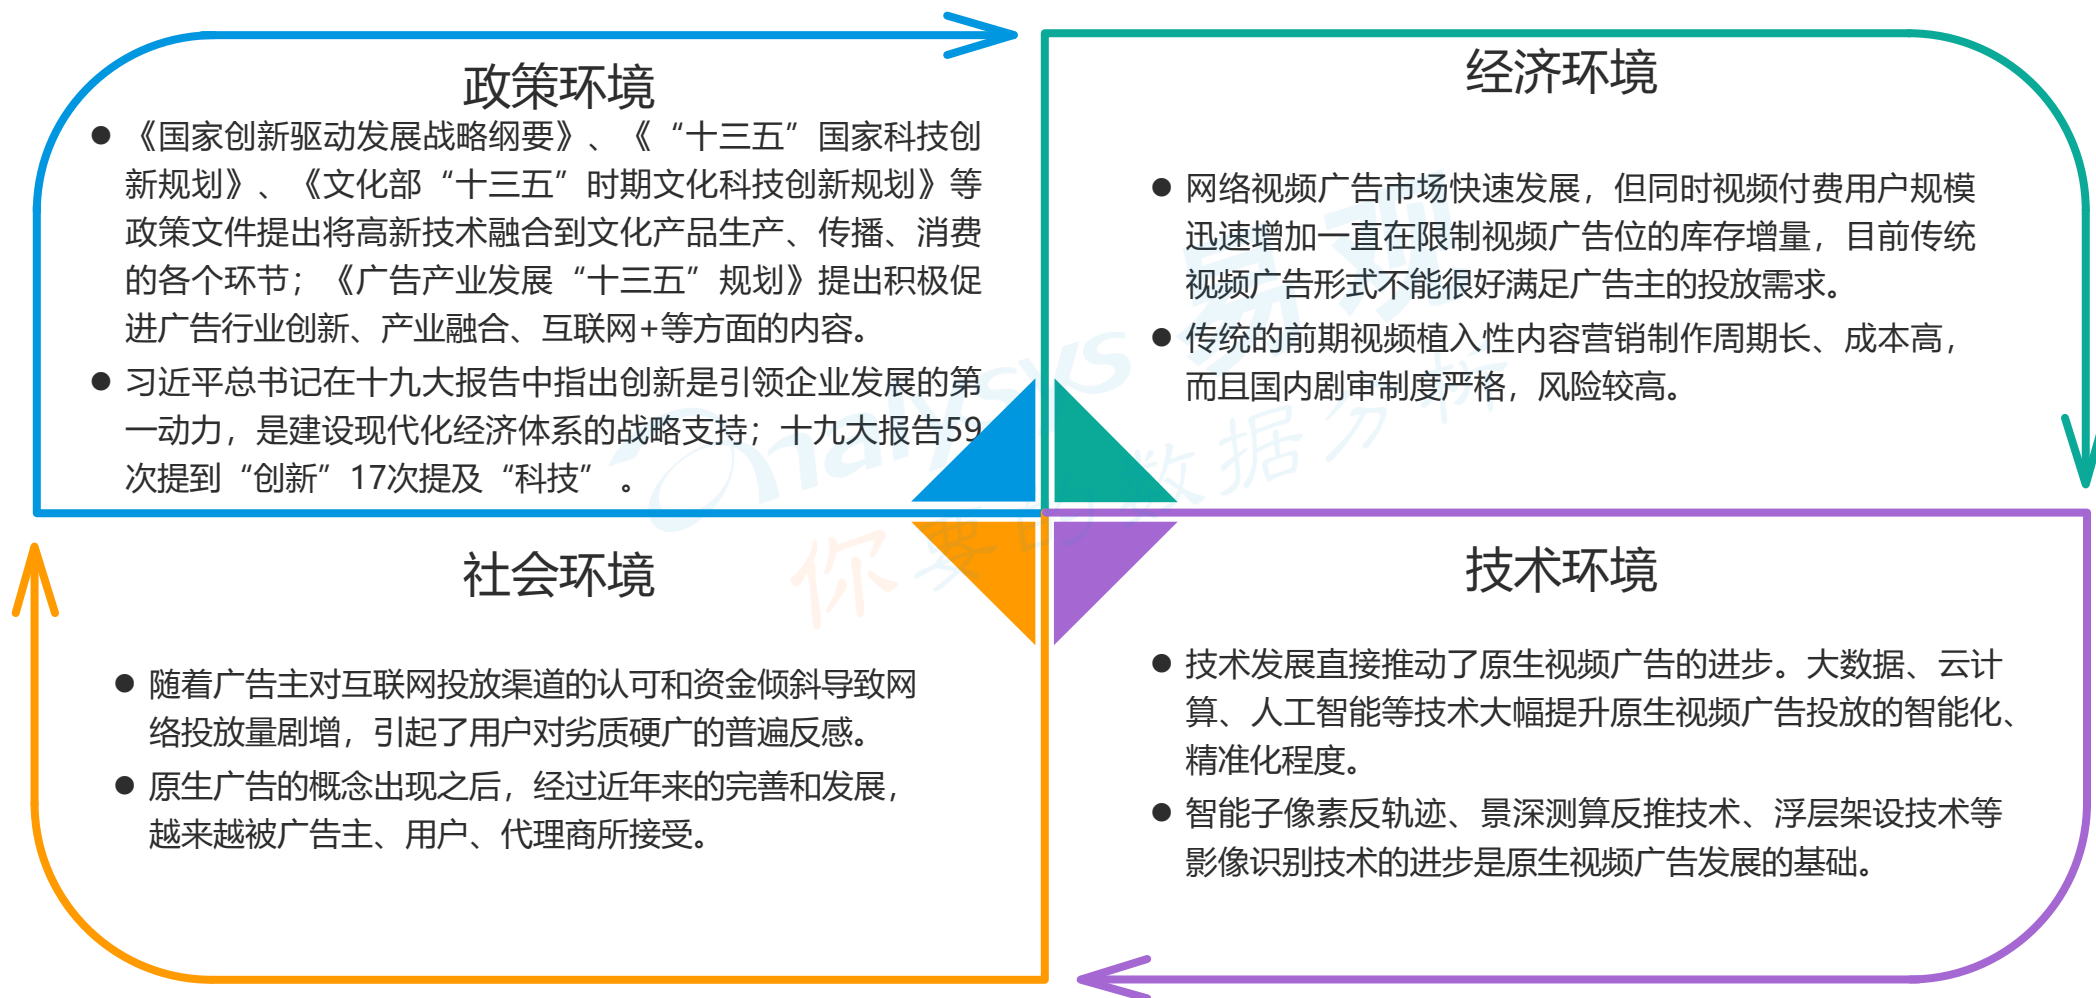 政策环境
● 《国家创新驱动发展战略纲要》、《“十三五”国家科技创
新规划》、《文化部“十三五”时期文化科技创新规划》等
政策文件提出将高新技术融合到文化产品生产、传播、消费
的各个环节；《广告产业发展“十三五”规划》提出积极促
进广告行业创新、产业融合、互联网+等方面的内容。
● 习近平总书记在十九大报告中指出创新是引领企业发展的第
一动力，是建设现代化经济体系的战略支持；十九大报告59
次提到“创新”17次提及“科技” 。
经济环境
● 网络视频广告市场快速发展，但同时视频付费用户规模
迅速增加一直在限制视频广告位的库存增量，目前传统
视频广告形式不能很好满足广告主的投放需求。
● 传统的前期视频植入性内容营销制作周期长、成本高，
而且国内剧审制度严格，风险较高。
社会环境
● 随着广告主对互联网投放渠道的认可和资金倾斜导致网
络投放量剧增，引起了用户对劣质硬广的普遍反感。
● 原生广告的概念出现之后，经过近年来的完善和发展，
越来越被广告主、用户、代理商所接受。
技术环境
● 技术发展直接推动了原生视频广告的进步。大数据、云计
算、人工智能等技术大幅提升原生视频广告投放的智能化、
精准化程度。
● 智能子像素反轨迹、景深测算反推技术、浮层架设技术等
影像识别技术的进步是原生视频广告发展的基础。
analysys 易观
你要的数据分析